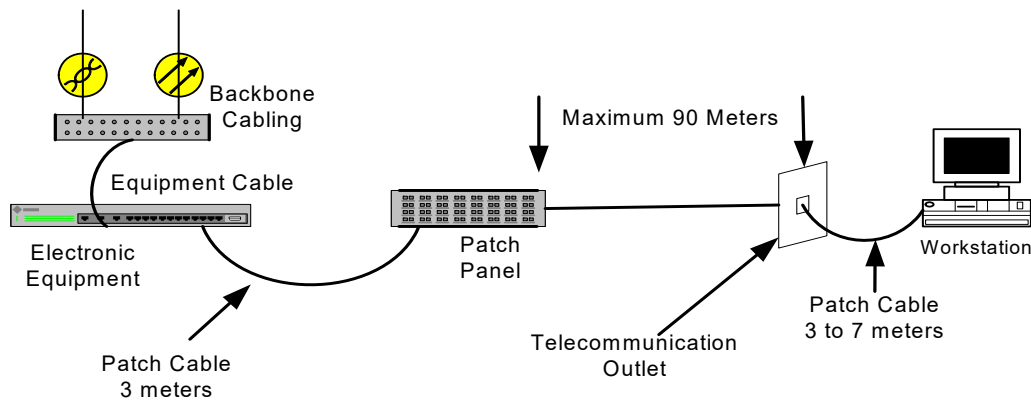 Backbone
Cabling
Maximum 90 Meters
Equipment Cable
Electronic
Equipment
Patch
Panel
Workstation
Patch Cable
3 meters
Telecommunication
Outlet
Patch Cable
3 to 7 meters